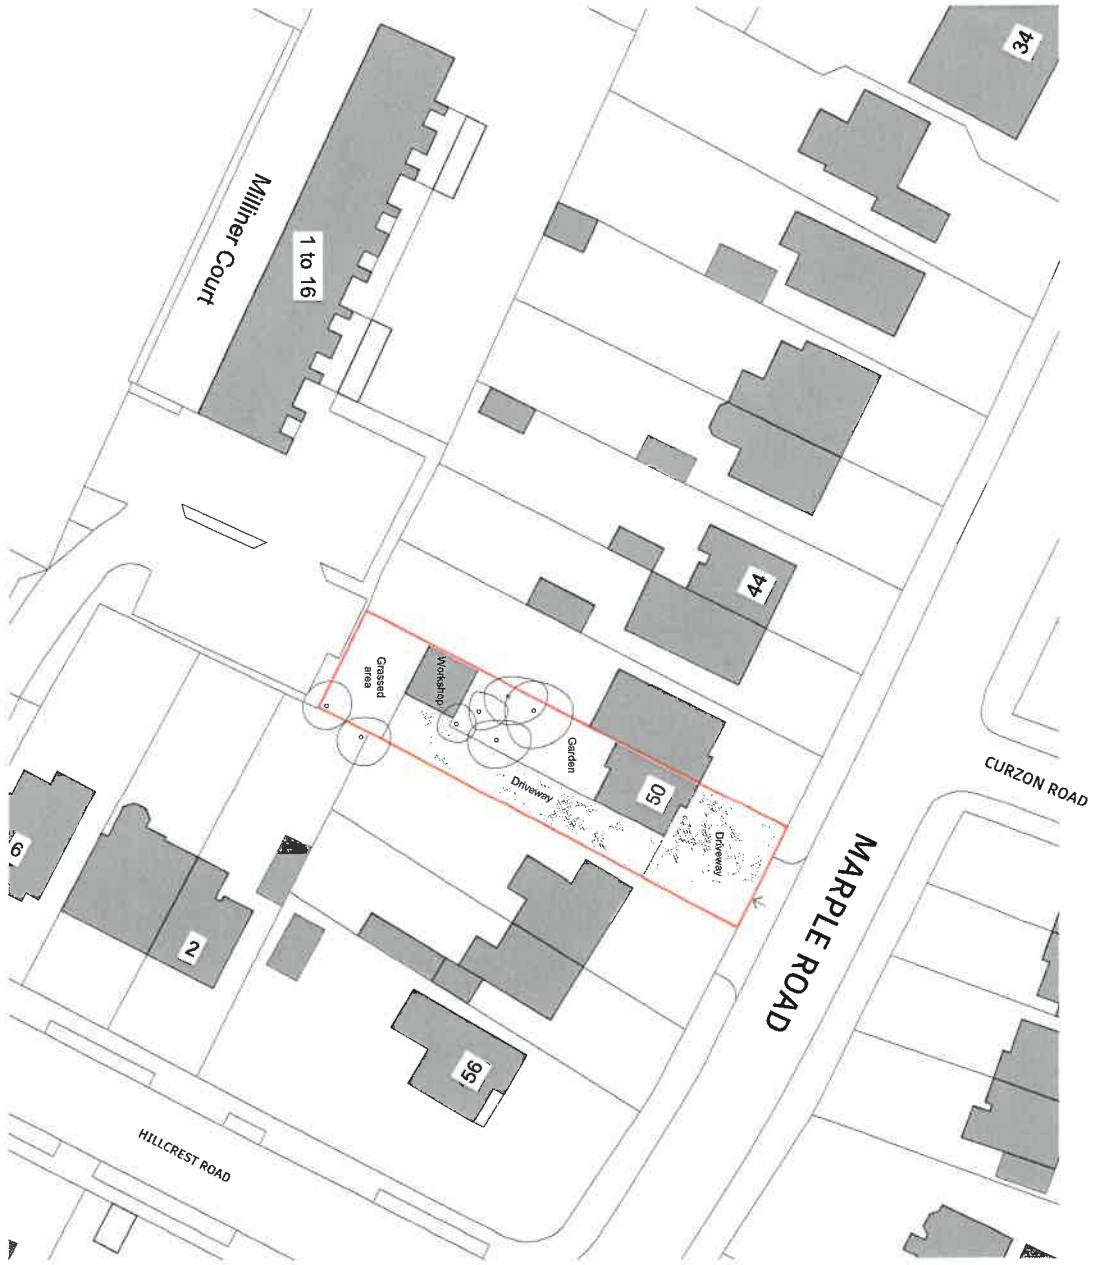 34
Milliner Court
1 to 16
44
CURZON ROAD
Grassed
area
Workshop
Garden
50
Driveway
Driveway
MARPLE ROAD
6
2
56
HILLCREST ROAD